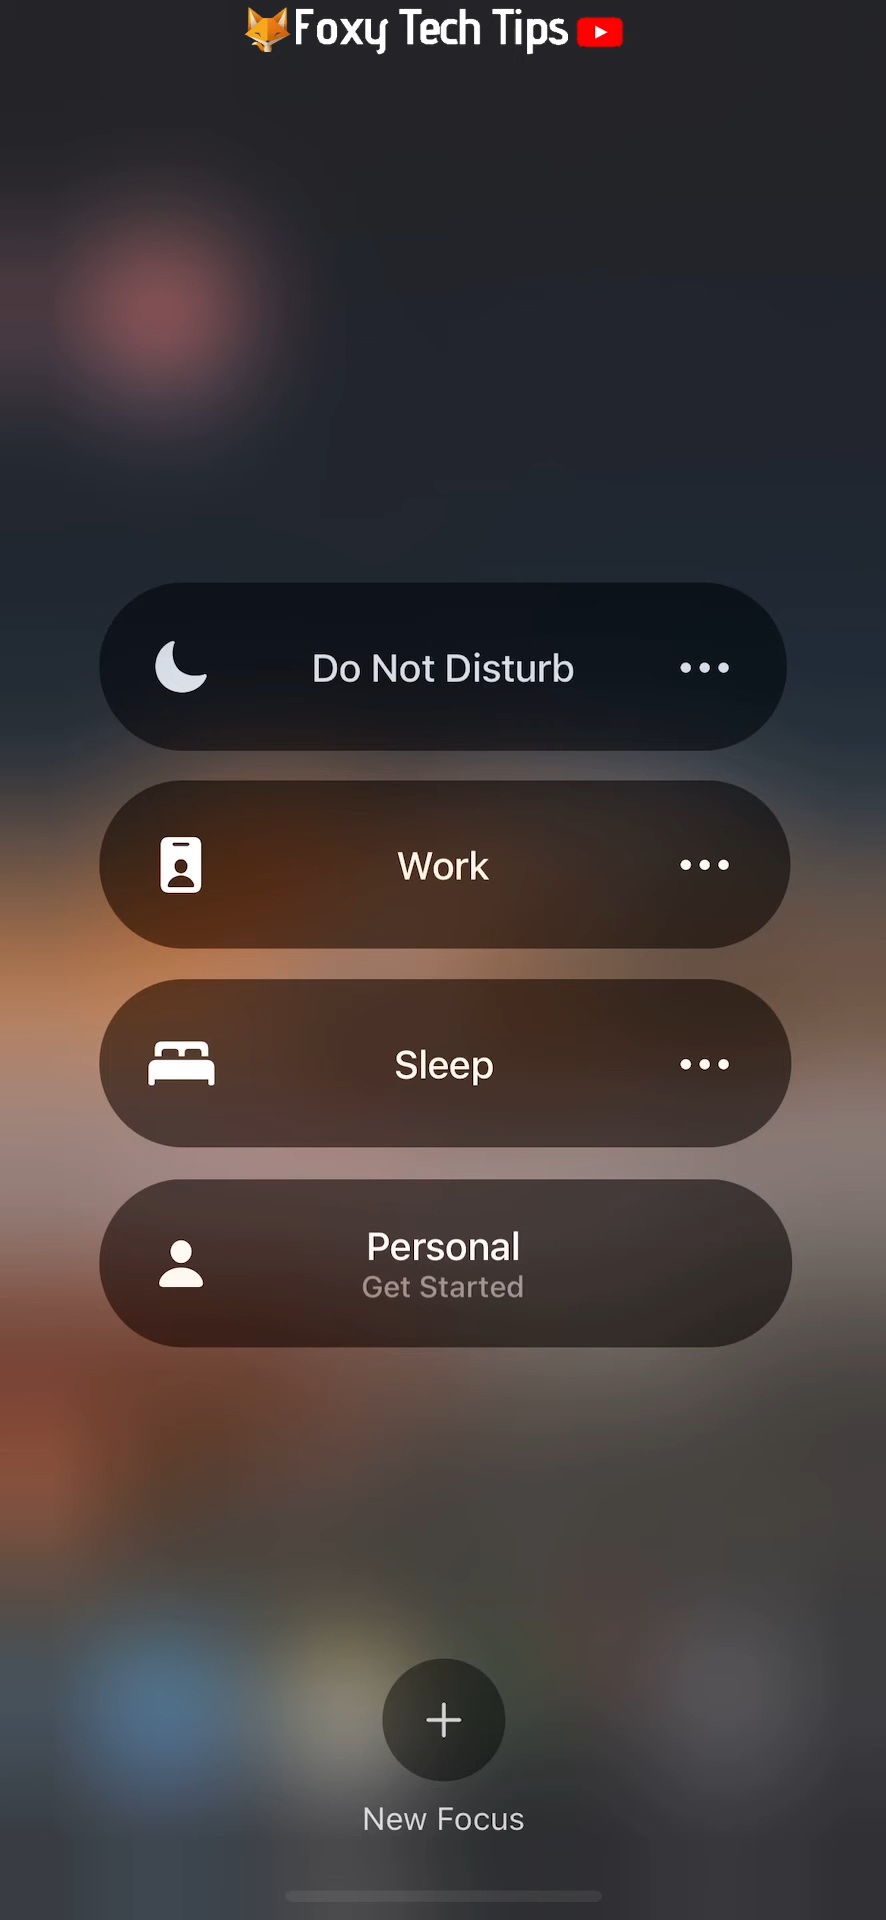 Foxy Tech Tips
Do Not Disturb
Work
Sleep
Personal
Get Started
New Focus